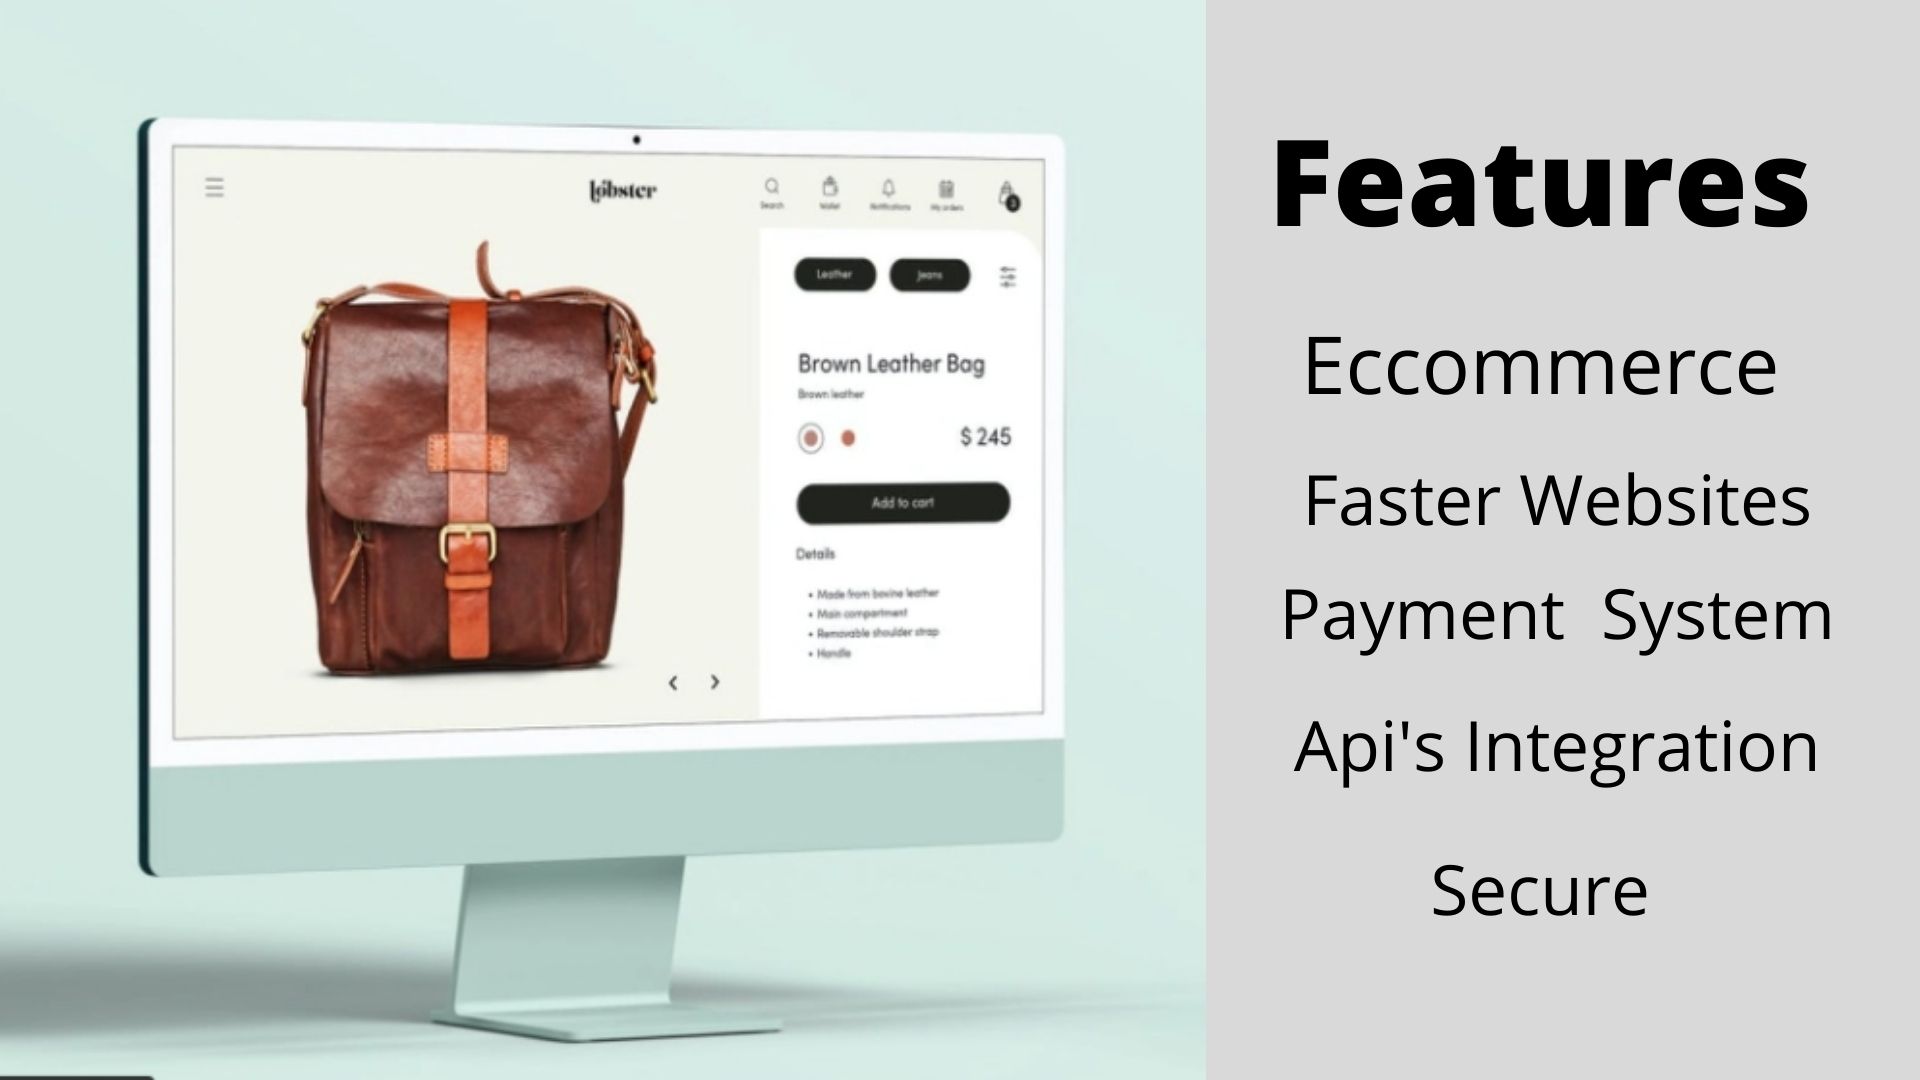 lobster
Search
Wallet
Notifications
My orders
3
Leather
Jeans
Brown Leather Bag
Brown leather
$ 245
Add to cart
Details
• Made from bovine leather
• Main compartment
• Removable shoulder strap
• Handle
Features
Eccommerce
Faster Websites
Payment System
Api's Integration
Secure